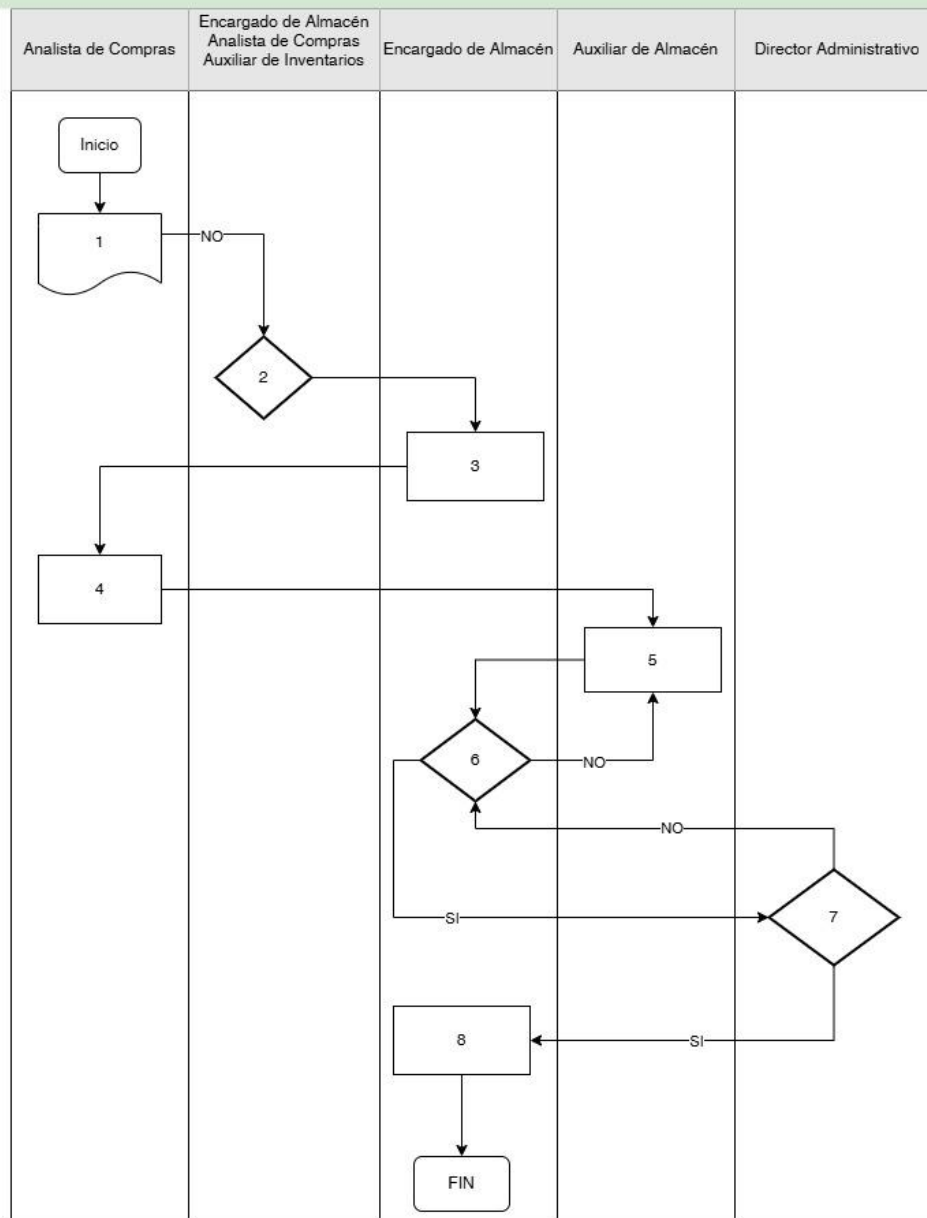 Analista de Compras
Encargado de Almacén
Analista de Compras
Auxiliar de Inventarios
Encargado de Almacén
Auxiliar de Almacén
Director Administrativo
Inicio
1
NO
2
3
4
5
6
NO
NO
SI
7
8
SI
FIN